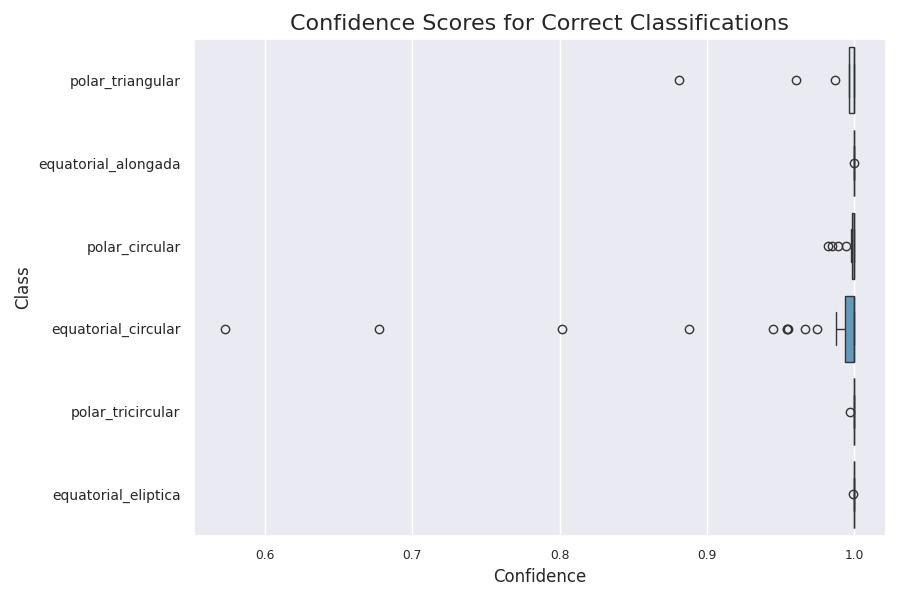 Confidence Scores for Correct Classifications
polar_triangular
equatorial_alongada
polar_circular
equatorial_circular
polar_tricircular
equatorial_eliptica
Class
0.6 0.7 0.8 0.9 1.0
Confidence